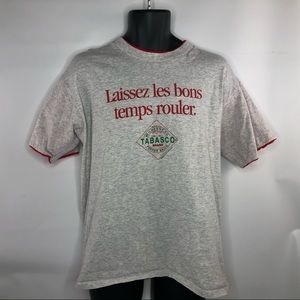 Laissez les bons
temps rouler.
TABASCO